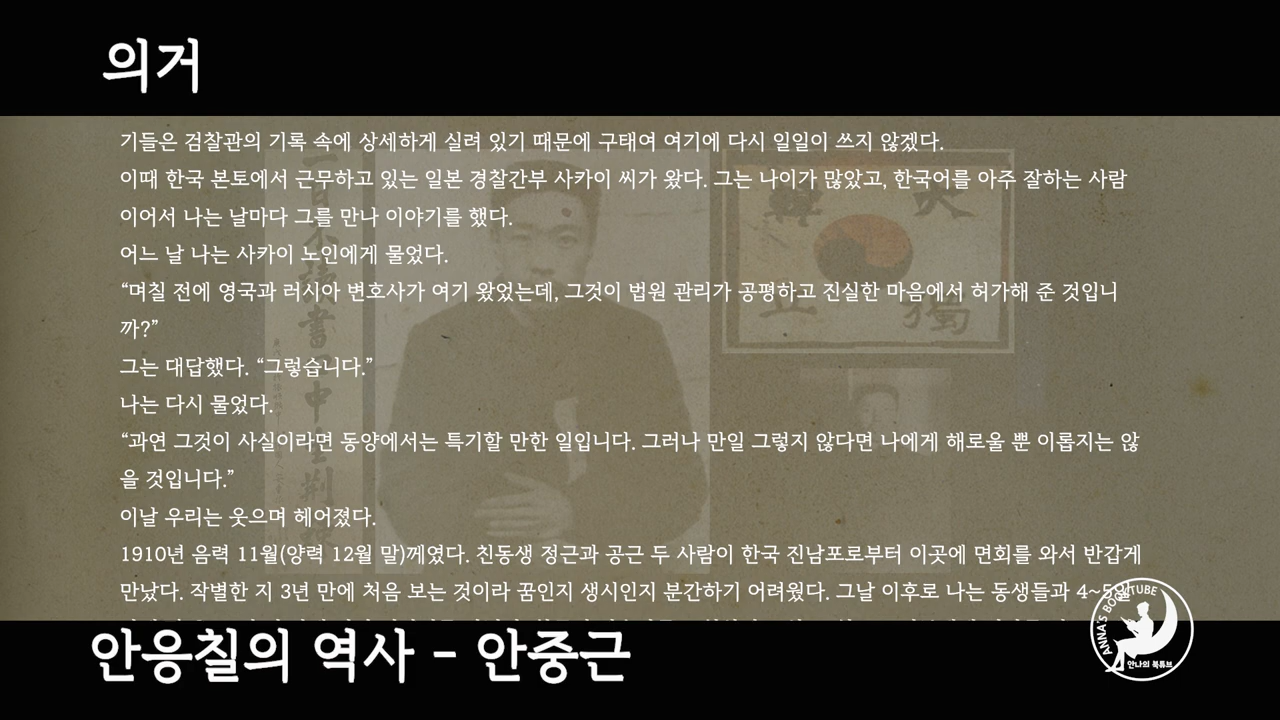 의거
기들은 검찰관의 기록 속에 상세하게 실려 있기 때문에 구태여 여기에 다시 일일이 쓰지 않겠다.
이때 한국 본토에서 근무하고 있는 일본 경찰간부 사카이 씨가 왔다. 그는 나이가 많았고, 한국어를 아주 잘하는 사람
이어서 나는 날마다 그를 만나 이야기를 했다.
어느 날 나는 사카이 노인에게 물었다.
“며칠 전에 영국과 러시아 변호사가 여기 왔었는데, 그것이 법원 관리가 공평하고 진실한 마음에서 허가해 준 것입니
까?”
그는 대답했다. “그렇습니다.”
나는 다시 물었다.
“과연 그것이 사실이라면 동양에서는 특기할 만한 일입니다. 그러나 만일 그렇지 않다면 나에게 해로울 뿐 이롭지는 않
을 것입니다.”
이날 우리는 웃으며 헤어졌다.
1910년 음력 11월(양력 12월 말)께였다. 친동생 정근과 공근 두 사람이 한국 진남포로부터 이곳에 면회를 와서 반갑게
만났다. 작별한 지 3년 만에 처음 보는 것이라 꿈인지 생시인지 분간하기 어려웠다. 그날 이후로 나는 동생들과 4~5
안응칠의 역사 - 안중근
ANNA'S BOOKTUBE
안나의 북튜브